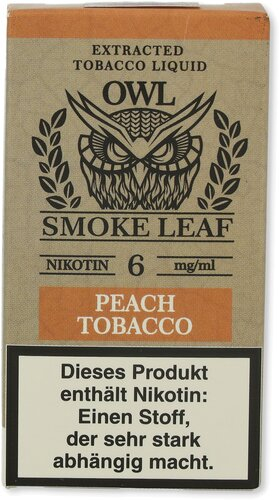 EXTRACTED
TOBACCO LIQUID
OWL
SMOKE LEAF
NIKOTIN 6 mg/ml
PEACH
TOBACCO
Dieses Produkt
enthält Nikotin:
Einen Stoff,
der sehr stark
abhängig macht.